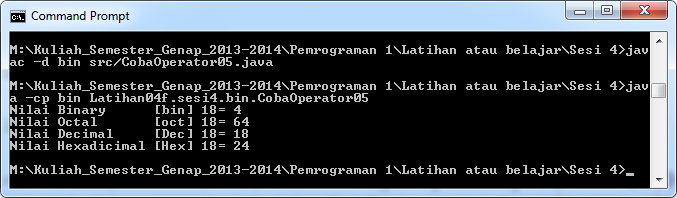 Command Prompt
M:\Kuliah_Semester_Genap_2013-2014\Pemrograman 1\Latihan atau belajar\Sesi 4>jav
ac -d bin src/CobaOperator05.java
M:\Kuliah_Semester_Genap_2013-2014\Pemrograman 1\Latihan atau belajar\Sesi 4>jav
a -cp bin Latihan04f.sesi4.bin.CobaOperator05
Nilai Binary      [bin] 18= 4
Nilai Octal       [oct] 18= 64
Nilai Decimal     [Dec] 18= 18
Nilai Hexadicimal [Hex] 18= 24
M:\Kuliah_Semester_Genap_2013-2014\Pemrograman 1\Latihan atau belajar\Sesi 4>_